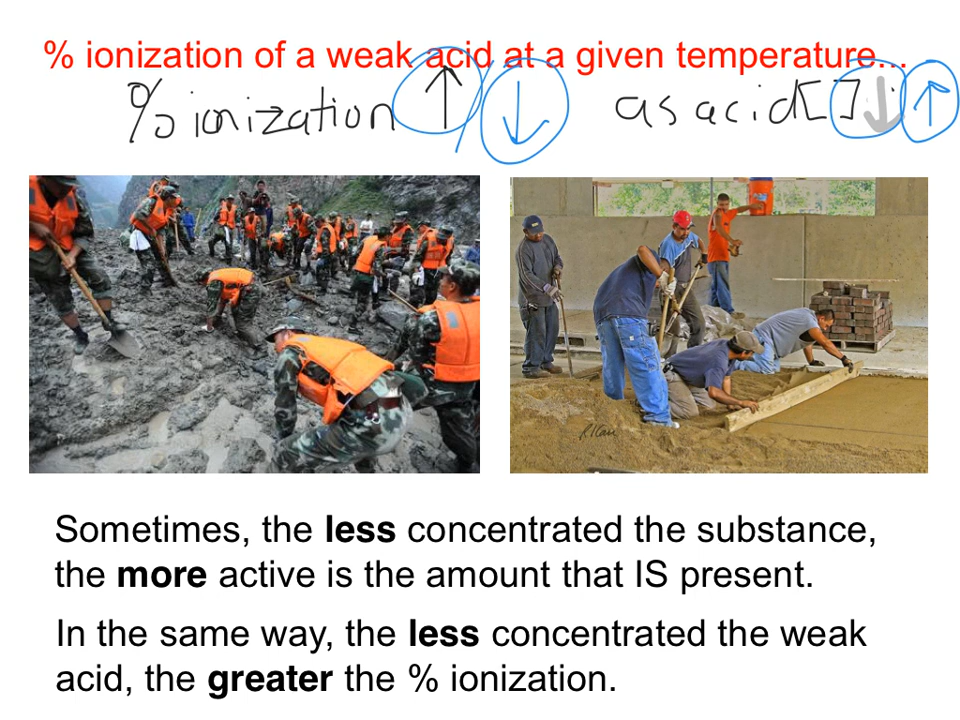 % ionization of a weak acid at a given temperature...
% ionization ↑/↓ as acid [ ] ↓ ↑
Sometimes, the less concentrated the substance,
the more active is the amount that IS present.
In the same way, the less concentrated the weak
acid, the greater the % ionization.